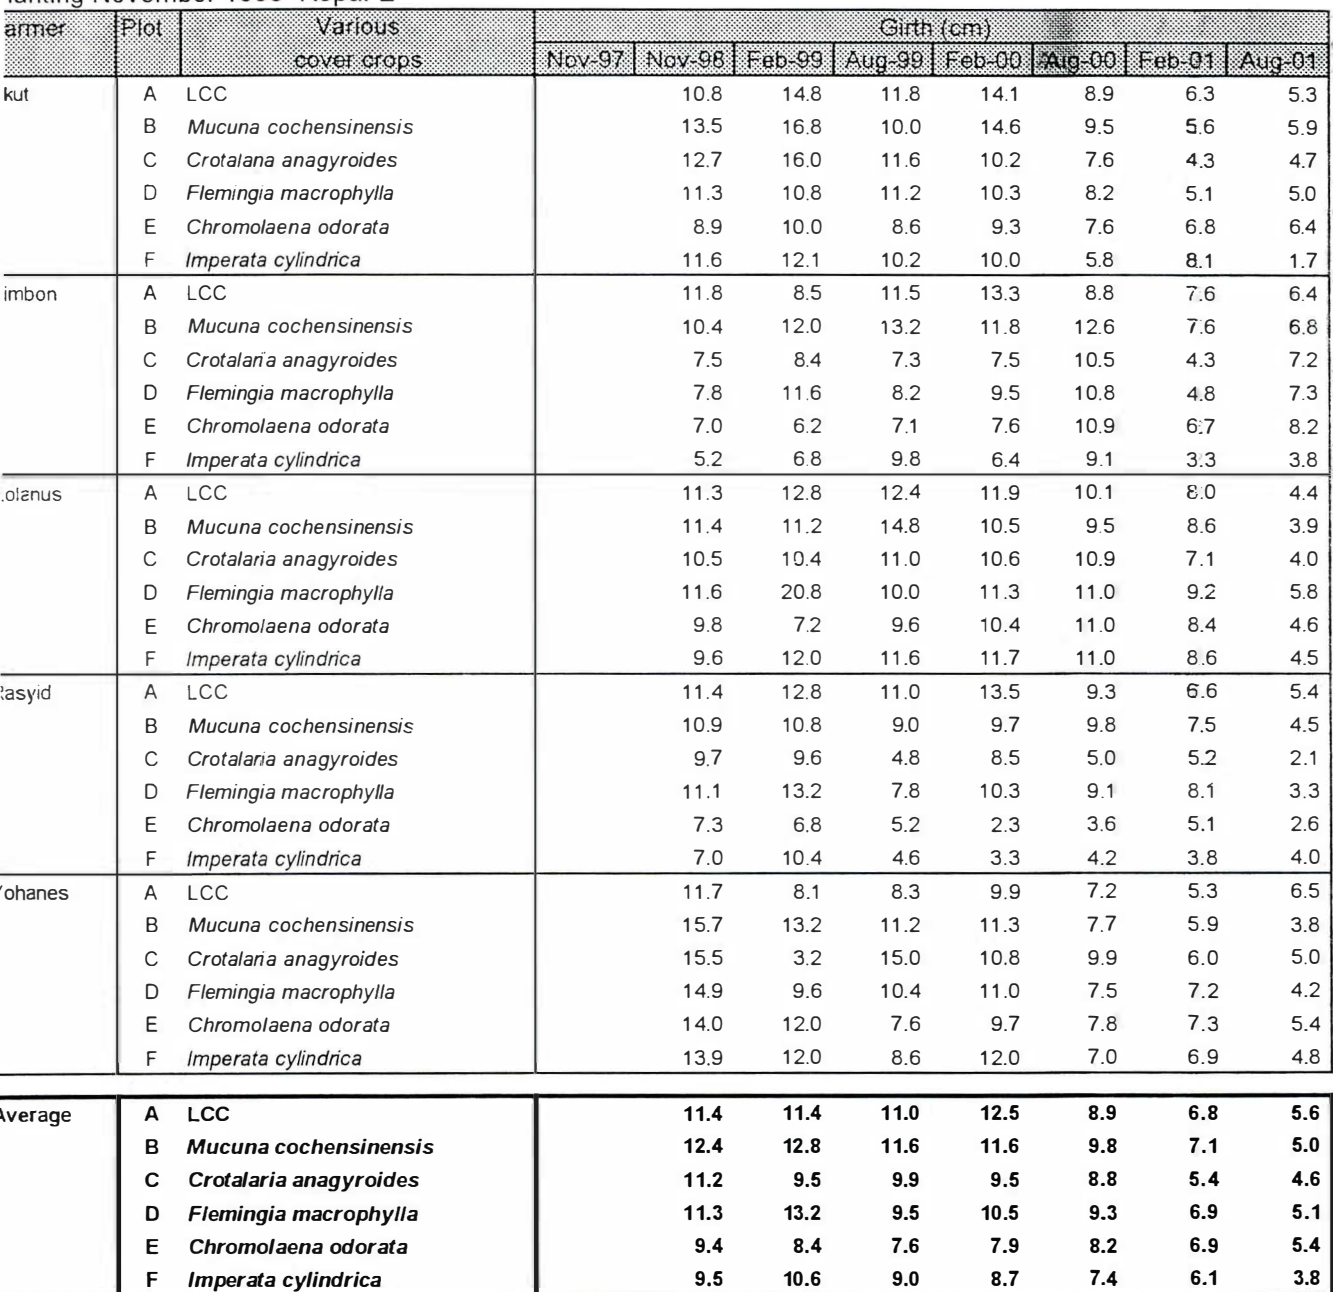 armer Plot Various Girth (cm)
cover crops Nov-97 Nov-98 Feb-99 Aug-99 Feb-00 Aug-00 Feb-01 Aug-01
kut A LCC 10.8 14.8 11.8 14.1 8.9 6.3 5.3
B Mucuna cochensinensis 13.5 16.8 10.0 14.6 9.5 5.6 5.9
C Crotalana anagyroides 12.7 16.0 11.6 10.2 7.6 4.3 4.7
D Flemingia macrophylla 11.3 10.8 11.2 10.3 8.2 5.1 5.0
E Chromolaena odorata 8.9 10.0 8.6 9.3 7.6 6.8 6.4
F Imperata cylindrica 11.6 12.1 10.2 10.0 5.8 8.1 1.7
imbon A LCC 11.8 8.5 11.5 13.3 8.8 7.6 6.4
B Mucuna cochensinensis 10.4 12.0 13.2 11.8 12.6 7.6 6.8
C Crotalaria anagyroides 7.5 8.4 7.3 7.5 10.5 4.3 7.2
D Flemingia macrophylla 7.8 11.6 8.2 9.5 10.8 4.8 7.3
E Chromolaena odorata 7.0 6.2 7.1 7.6 10.9 6.7 8.2
F Imperata cylindrica 5.2 6.8 9.8 6.4 9.1 3.3 3.8
olanus A LCC 11.3 12.8 12.4 11.9 10.1 8.0 4.4
B Mucuna cochensinensis 11.4 11.2 14.8 10.5 9.5 8.6 3.9
C Crotalaria anagyroides 10.5 10.4 11.0 10.6 10.9 7.1 4.0
D Flemingia macrophylla 11.6 20.8 10.0 11.3 11.0 9.2 5.8
E Chromolaena odorata 9.8 7.2 9.6 10.4 11.0 8.4 4.6
F Imperata cylindrica 9.6 12.0 11.6 11.7 11.0 8.6 4.5
asyid A LCC 11.4 12.8 11.0 13.5 9.3 6.6 5.4
B Mucuna cochensinensis 10.9 10.8 9.0 9.7 9.8 7.5 4.5
C Crotalaria anagyroides 9.7 9.6 4.8 8.5 5.0 5.2 2.1
D Flemingia macrophylla 11.1 13.2 7.8 10.3 9.1 8.1 3.3
E Chromolaena odorata 7.3 6.8 5.2 2.3 3.6 5.1 2.6
F Imperata cylindrica 7.0 10.4 4.6 3.3 4.2 3.8 4.0
ohanes A LCC 11.7 8.1 8.3 9.9 7.2 5.3 6.5
B Mucuna cochensinensis 15.7 13.2 11.2 11.3 7.7 5.9 3.8
C Crotalaria anagyroides 15.5 3.2 15.0 10.8 9.9 6.0 5.0
D Flemingia macrophylla 14.9 9.6 10.4 11.0 7.5 7.2 4.2
E Chromolaena odorata 14.0 12.0 7.6 9.7 7.8 7.3 5.4
F Imperata cylindrica 13.9 12.0 8.6 12.0 7.0 6.9 4.8
Average A LCC 11.4 11.4 11.0 12.5 8.9 6.8 5.6
B Mucuna cochensinensis 12.4 12.8 11.6 11.6 9.8 7.1 5.0
C Crotalaria anagyroides 11.2 9.5 9.9 9.5 8.8 5.4 4.6
D Flemingia macrophylla 11.3 13.2 9.5 10.5 9.3 6.9 5.1
E Chromolaena odorata 9.4 8.4 7.6 7.9 8.2 6.9 5.4
F Imperata cylindrica 9.5 10.6 9.0 8.7 7.4 6.1 3.8